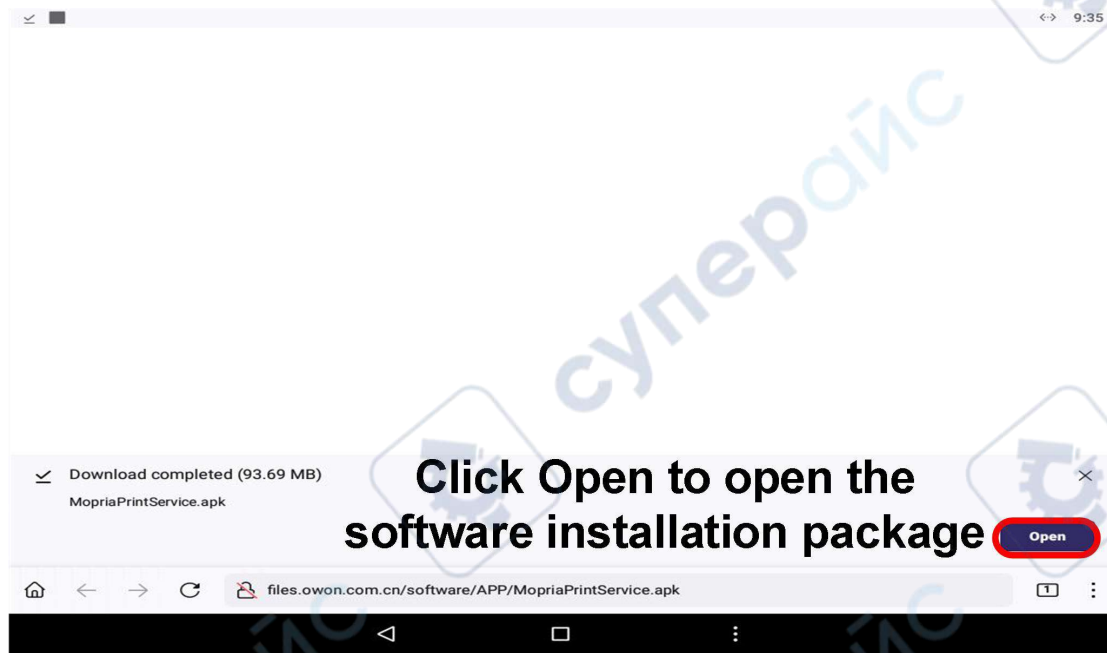 9:35
суперайс
Download completed (93.69 MB)
MopriaPrintService.apk
Click Open to open the
software installation package
Open
files.owon.com.cn/software/APP/MopriaPrintService.apk
1